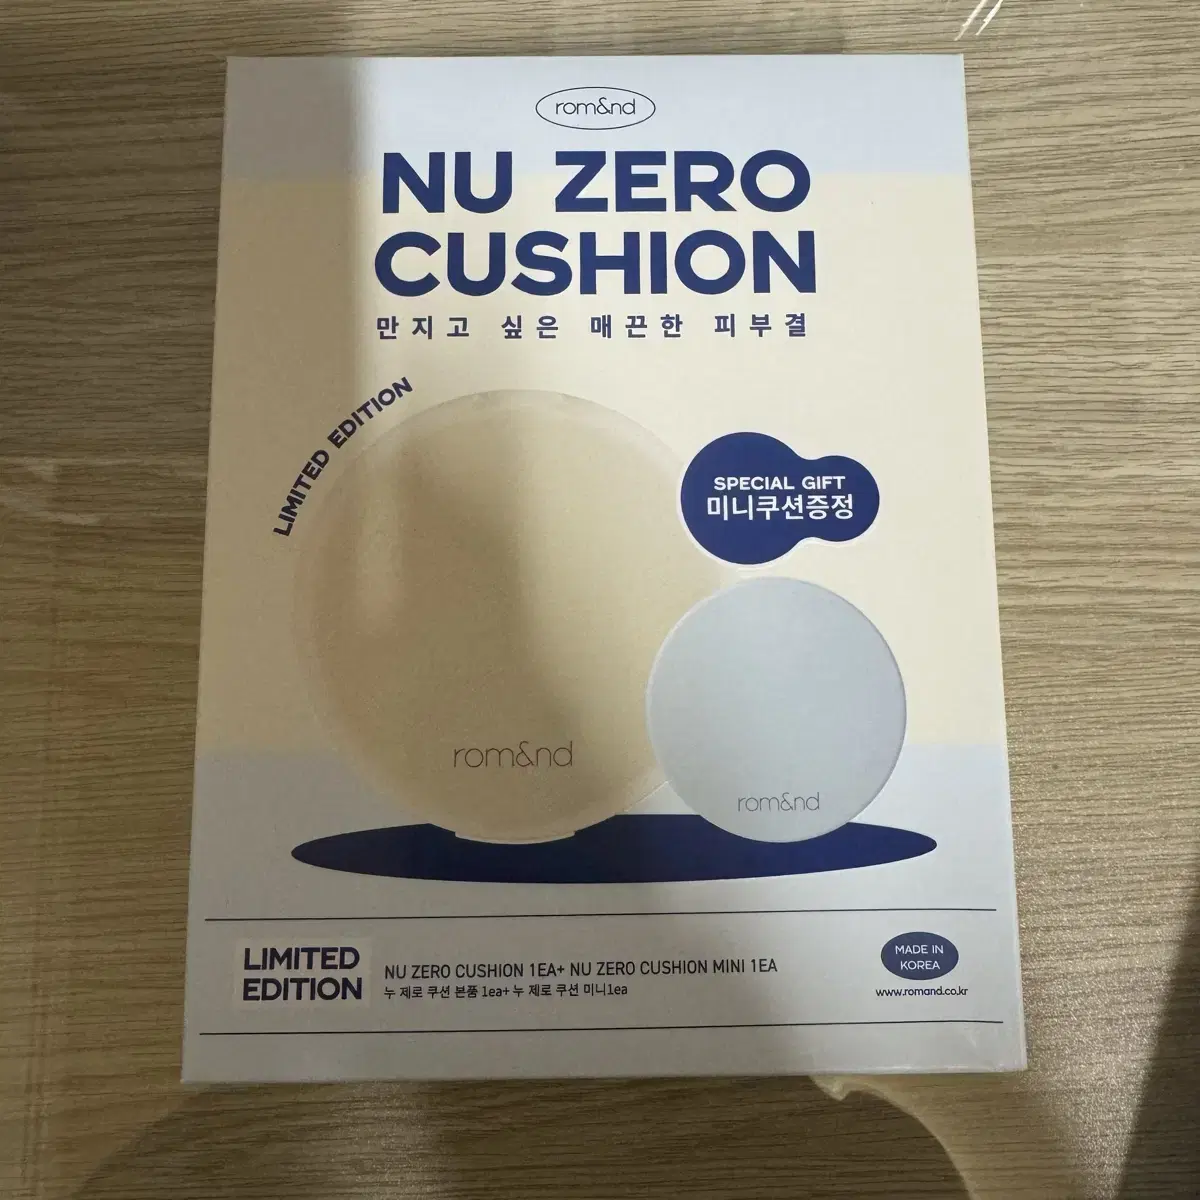 rom&nd
NU ZERO
CUSHION
만지고 싶은 매끈한 피부결
LIMITED EDITION
SPECIAL GIFT
미니쿠션증정
rom&nd
rom&nd
LIMITED
EDITION
NU ZERO CUSHION 1EA+ NU ZERO CUSHION MINI 1EA
누 제로 쿠션 본품 1ea+ 누 제로 쿠션 미니1ea
MADE IN
KOREA
www.romand.co.kr